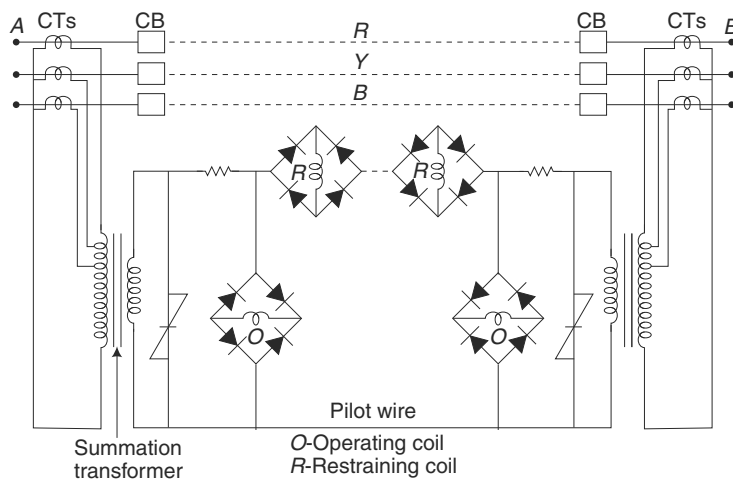 A CTs CB CB CTs B
R
Y
B
R R
O O
Pilot wire
Summation
transformer
O-Operating coil
R-Restraining coil